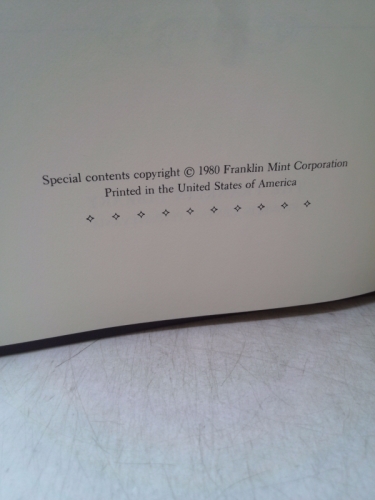 Special contents copyright © 1980 Franklin Mint Corporation
Printed in the United States of America